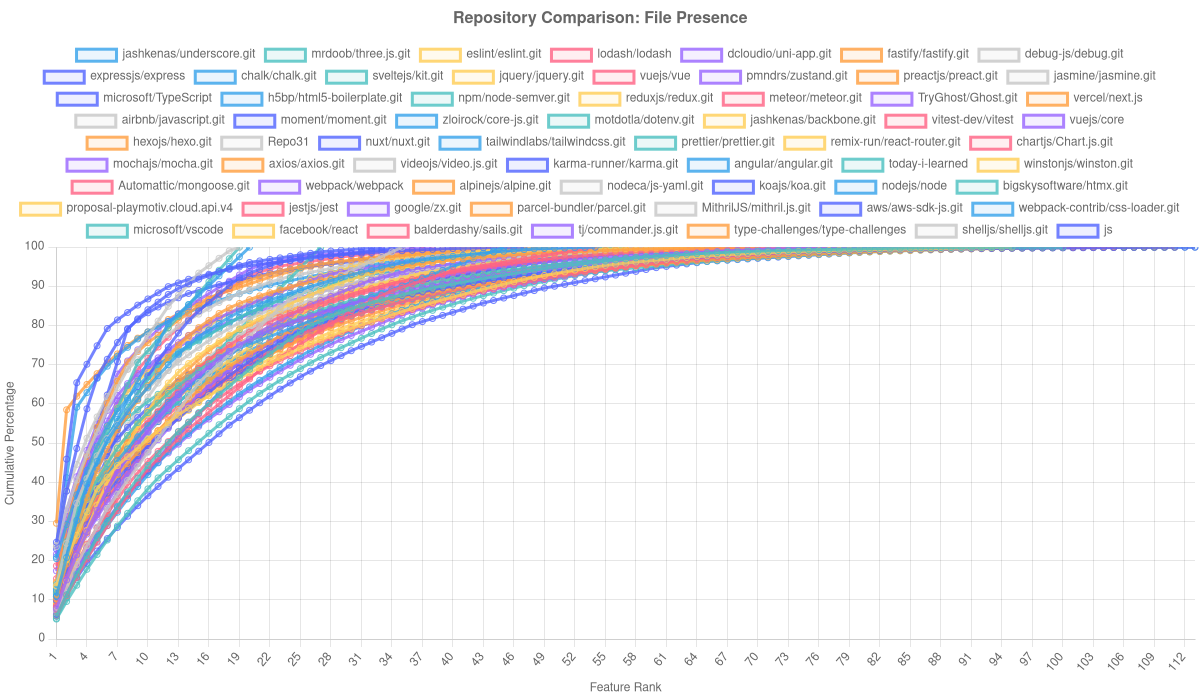 Repository Comparison: File Presence
jashkenas/underscore.git mrdoob/three.js.git eslint/eslint.git lodash/lodash dcloudio/uni-app.git fastify/fastify.git debug-js/debug.git
expressjs/express chalk/chalk.git sveltejs/kit.git jquery/jquery.git vuejs/vue pmndrs/zustand.git preactjs/preact.git jasmine/jasmine.git
microsoft/TypeScript h5bp/html5-boilerplate.git npm/node-semver.git reduxjs/redux.git meteor/meteor.git TryGhost/Ghost.git vercel/next.js
airbnb/javascript.git moment/moment.git zloirock/core-js.git motdotla/dotenv.git jashkenas/backbone.git vitest-dev/vitest vuejs/core
hexojs/hexo.git Repo31 nuxt/nuxt.git tailwindlabs/tailwindcss.git prettier/prettier.git remix-run/react-router.git chartjs/Chart.js.git
mochajs/mocha.git axios/axios.git videojs/video.js.git karma-runner/karma.git angular/angular.git today-i-learned winstonjs/winston.git
Automattic/mongoose.git webpack/webpack alpinejs/alpine.git nodeca/js-yaml.git koajs/koa.git nodejs/node bigskysoftware/htmx.git
proposal-playmotiv.cloud.api.v4 jestjs/jest google/zx.git parcel-bundler/parcel.git MithrilJS/mithril.js.git aws/aws-sdk-js.git webpack-contrib/css-loader.git
microsoft/vscode facebook/react balderdashy/sails.git tj/commander.js.git type-challenges/type-challenges shelljs/shelljs.git js
100
90
80
70
60
50
40
30
20
10
0
Cumulative Percentage
1 4 7 10 13 16 19 22 25 28 31 34 37 40 43 46 49 52 55 58 61 64 67 70 73 76 79 82 85 88 91 94 97 100 103 106 109 112
Feature Rank